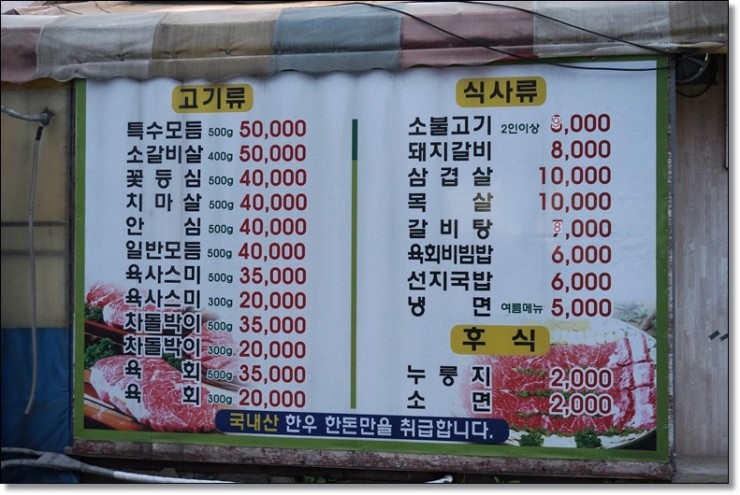 고기류
특수모듬 500g 50,000
소갈비살 400g 50,000
꽃등심 500g 40,000
치마살 500g 40,000
안심 500g 40,000
일반모듬 500g 40,000
육사스미 500g 35,000
육사스미 300g 20,000
차돌박이 500g 35,000
차돌박이 300g 20,000
육회 500g 35,000
육회 300g 20,000
식사류
소불고기 2인이상
돼지갈비 8,000
삼겹살 10,000
목살 10,000
갈비탕
육회비빔밥 6,000
선지국밥 6,000
냉면 여름메뉴 5,000
후식
누룽지 2,000
소면 2,000
국내산 한우 한돈만을 취급합니다.